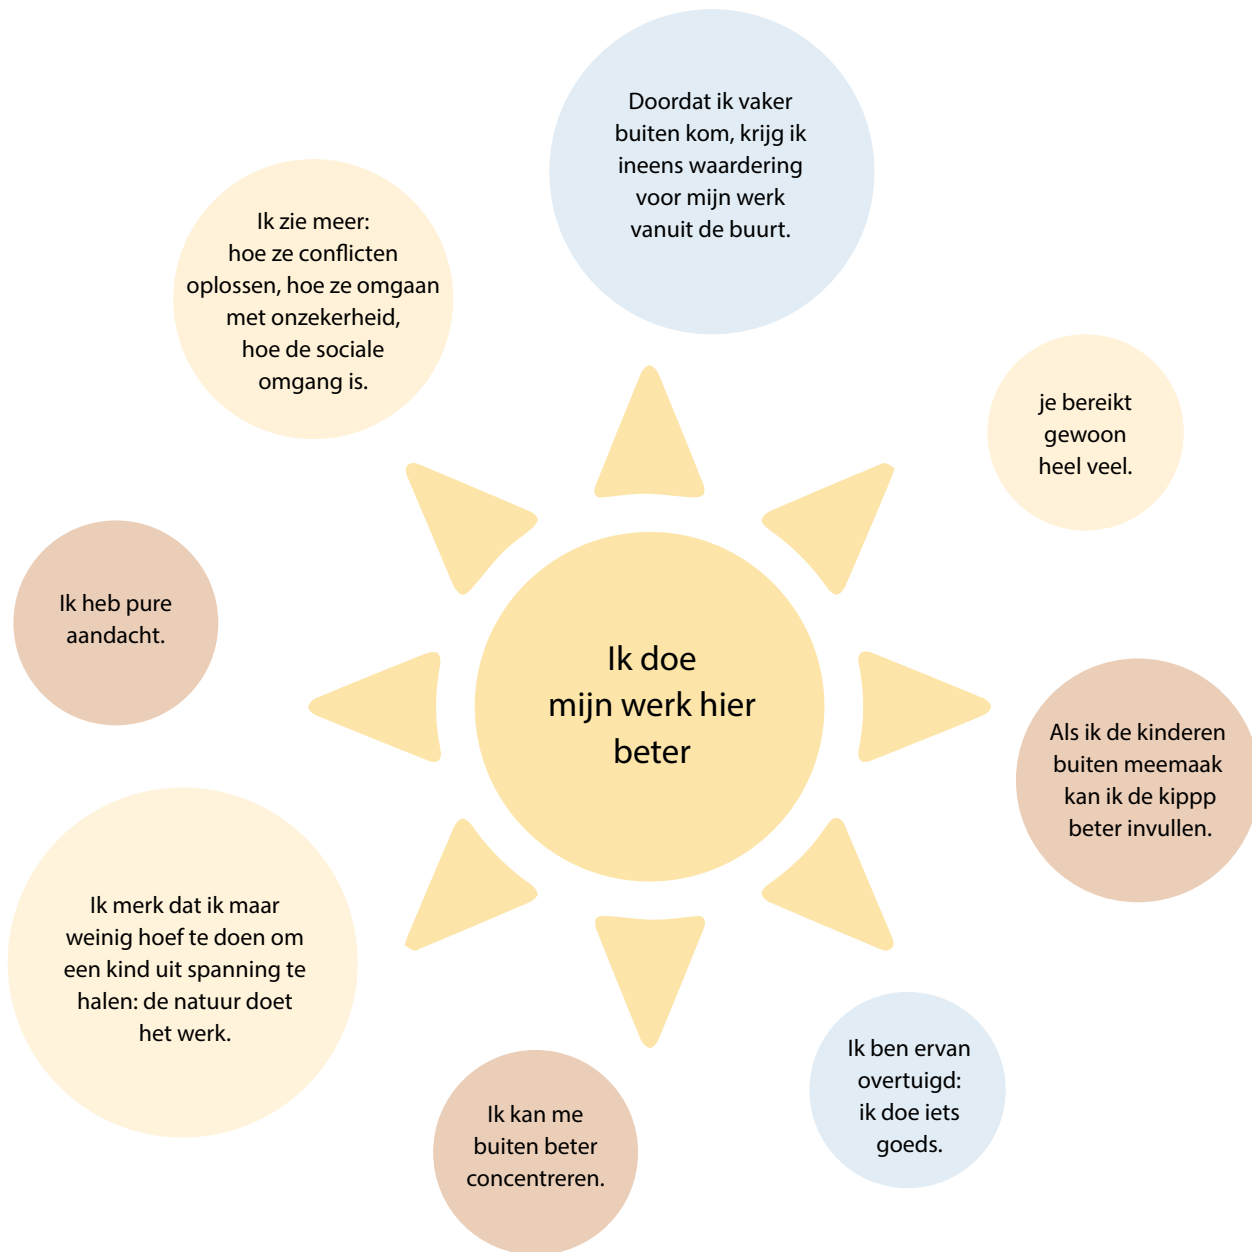 Doordat ik vaker
buiten kom, krijg ik
ineens waardering
voor mijn werk
vanuit de buurt.
Ik zie meer:
hoe ze conflicten
oplossen, hoe ze omgaan
met onzekerheid,
hoe de sociale
omgang is.
je bereikt
gewoon
heel veel.
Ik heb pure
aandacht.
Ik doe
mijn werk hier
beter
Als ik de kinderen
buiten meemaak
kan ik de kippp
beter invullen.
Ik merk dat ik maar
weinig hoef te doen om
een kind uit spanning te
halen: de natuur doet
het werk.
Ik ben ervan
overtuigd:
ik doe iets
goeds.
Ik kan me
buiten beter
concentreren.